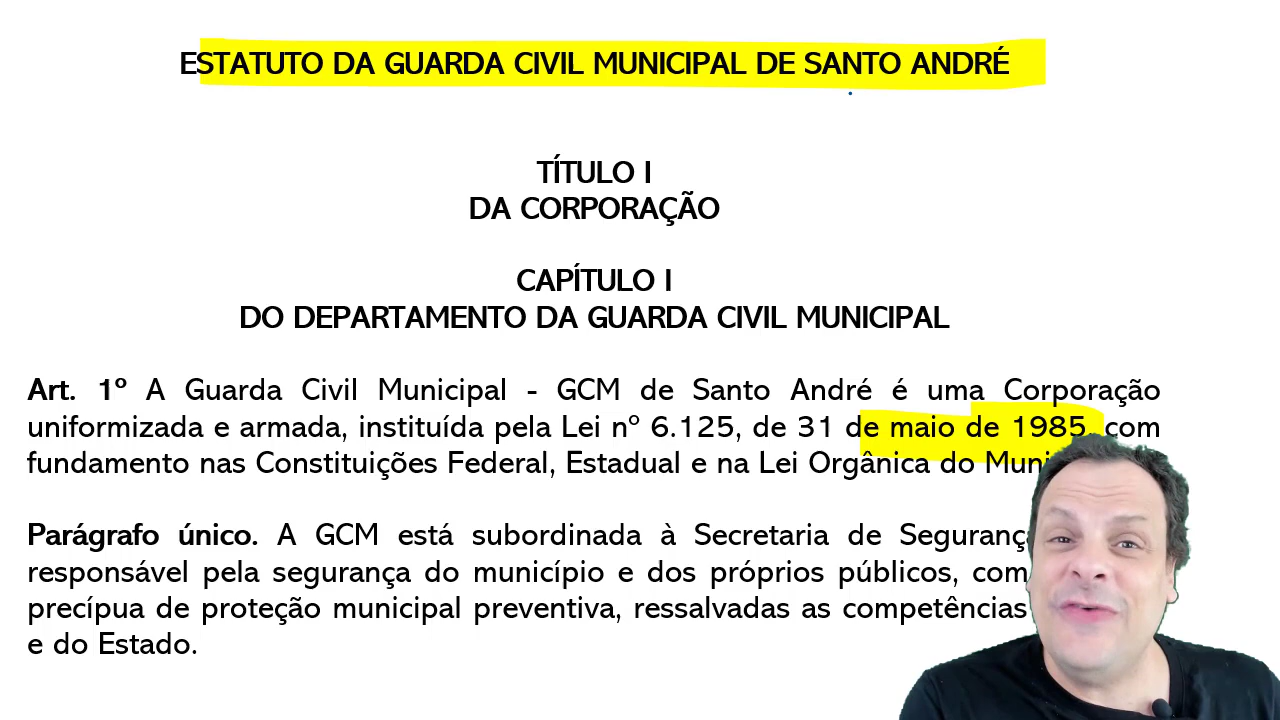 ESTATUTO DA GUARDA CIVIL MUNICIPAL DE SANTO ANDRÉ
TÍTULO I
DA CORPORAÇÃO
CAPÍTULO I
DO DEPARTAMENTO DA GUARDA CIVIL MUNICIPAL
Art. 1º A Guarda Civil Municipal - GCM de Santo André é uma Corporação
uniformizada e armada, instituída pela Lei nº 6.125, de 31 de maio de 1985, com
fundamento nas Constituições Federal, Estadual e na Lei Orgânica do
Parágrafo único. A GCM está subordinada à Secretaria de
responsável pela segurança do município e dos próprios públicos, com
precípua de proteção municipal preventiva, ressalvadas as competências
e do Estado.